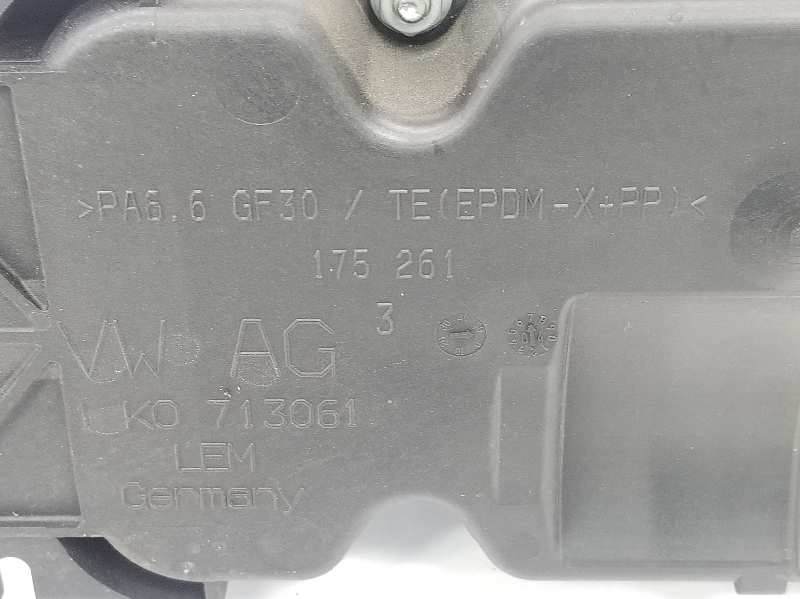 >PA6.6 GF30 / TE(EPDM-X+PP)<
175 261
3
VW AG
1K0 713061
LEM
Germany